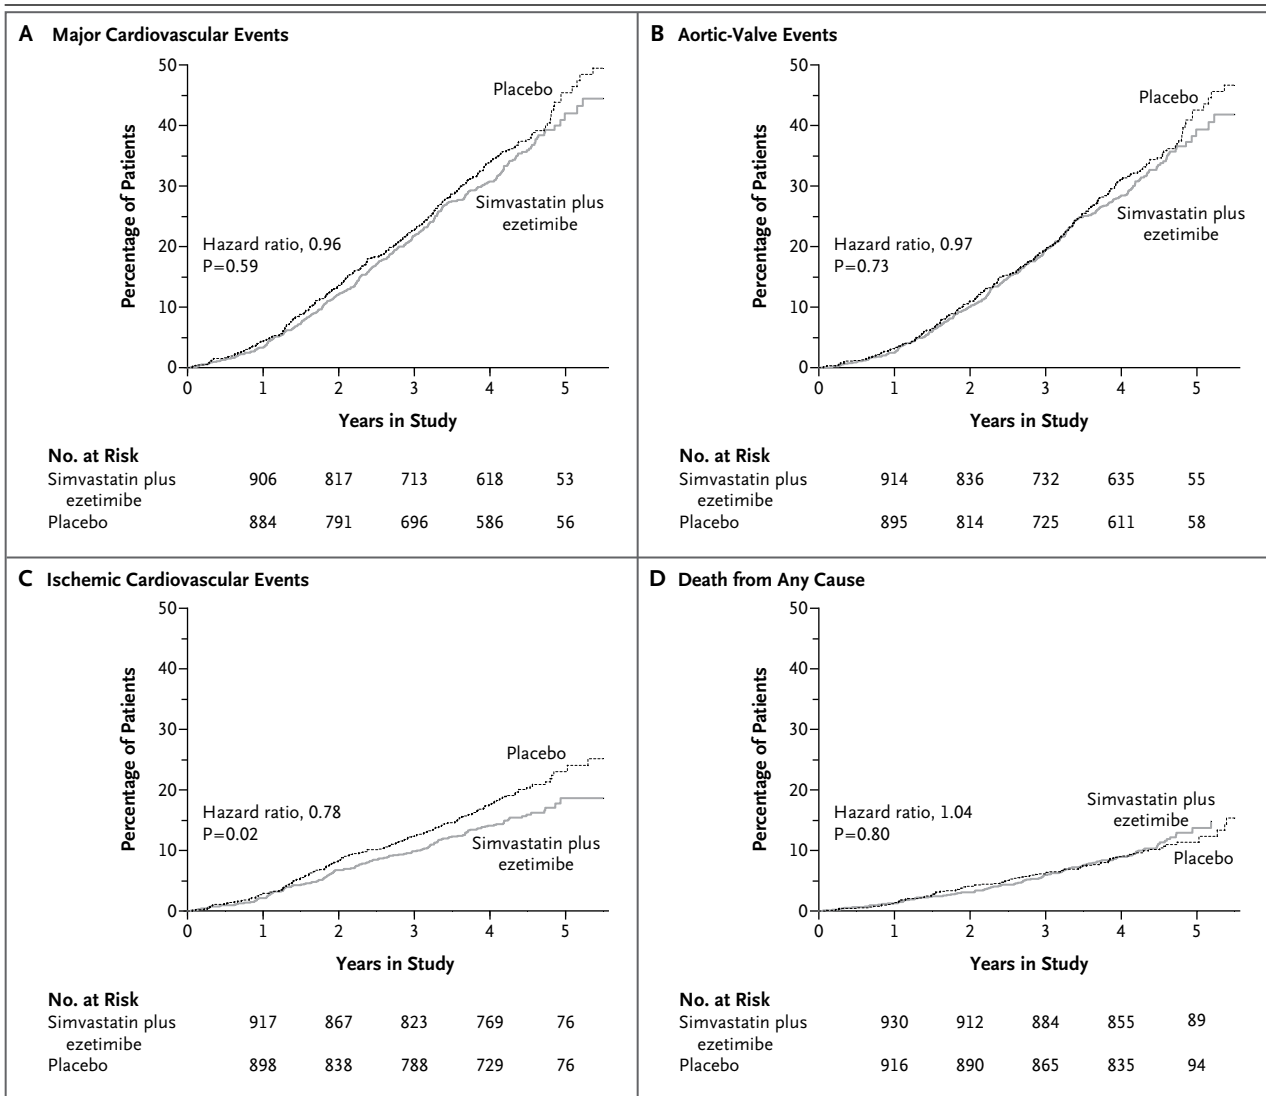 A Major Cardiovascular Events
50
40
30
20
10
0
Percentage of Patients
Placebo
Simvastatin plus
ezetimibe
Hazard ratio, 0.96
P=0.59
0 1 2 3 4 5
Years in Study
No. at Risk
Simvastatin plus
ezetimibe
906 817 713 618 53
Placebo 884 791 696 586 56
B Aortic-Valve Events
50
40
30
20
10
0
Percentage of Patients
Placebo
Simvastatin plus
ezetimibe
Hazard ratio, 0.97
P=0.73
0 1 2 3 4 5
Years in Study
No. at Risk
Simvastatin plus
ezetimibe
914 836 732 635 55
Placebo 895 814 725 611 58
C Ischemic Cardiovascular Events
50
40
30
20
10
0
Percentage of Patients
Placebo
Hazard ratio, 0.78
P=0.02
Simvastatin plus
ezetimibe
0 1 2 3 4 5
Years in Study
No. at Risk
Simvastatin plus
ezetimibe
917 867 823 769 76
Placebo 898 838 788 729 76
D Death from Any Cause
50
40
30
20
10
0
Percentage of Patients
Simvastatin plus
ezetimibe
Hazard ratio, 1.04
P=0.80
Placebo
0 1 2 3 4 5
Years in Study
No. at Risk
Simvastatin plus
ezetimibe
930 912 884 855 89
Placebo 916 890 865 835 94